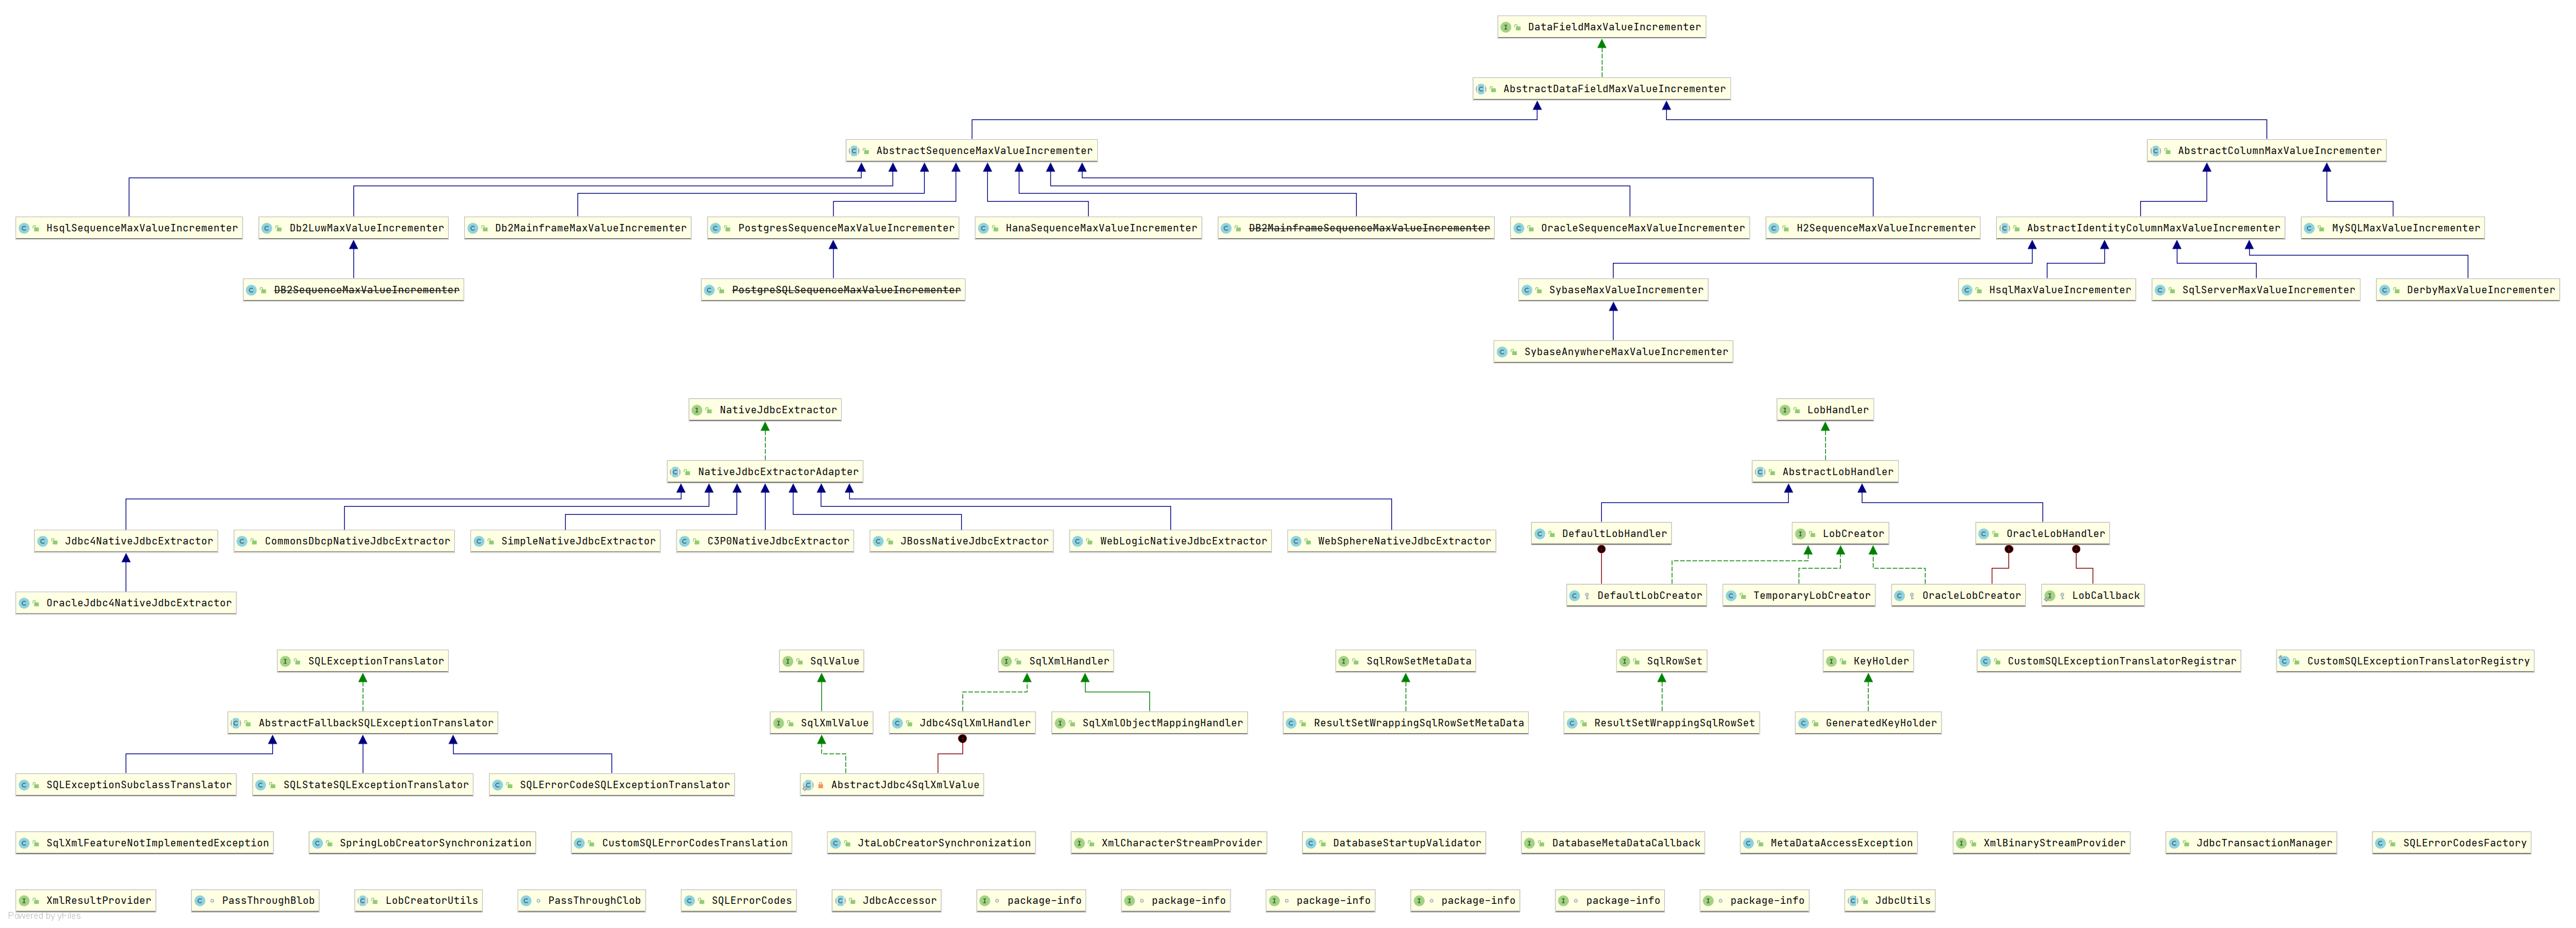 DataFieldMaxValueIncrementer
AbstractDataFieldMaxValueIncrementer
AbstractSequenceMaxValueIncrementer
AbstractColumnMaxValueIncrementer
HsqlSequenceMaxValueIncrementer
Db2LuwMaxValueIncrementer
Db2MainframeMaxValueIncrementer
PostgresSequenceMaxValueIncrementer
HanaSequenceMaxValueIncrementer
DB2MainframeSequenceMaxValueIncrementer
OracleSequenceMaxValueIncrementer
H2SequenceMaxValueIncrementer
AbstractIdentityColumnMaxValueIncrementer
MySQLMaxValueIncrementer
DB2SequenceMaxValueIncrementer
PostgreSQLSequenceMaxValueIncrementer
SybaseMaxValueIncrementer
HsqlMaxValueIncrementer
SqlServerMaxValueIncrementer
DerbyMaxValueIncrementer
SybaseAnywhereMaxValueIncrementer
NativeJdbcExtractor
LobHandler
NativeJdbcExtractorAdapter
AbstractLobHandler
Jdbc4NativeJdbcExtractor
CommonsDbcpNativeJdbcExtractor
SimpleNativeJdbcExtractor
C3P0NativeJdbcExtractor
JBossNativeJdbcExtractor
WebLogicNativeJdbcExtractor
WebSphereNativeJdbcExtractor
DefaultLobHandler
LobCreator
OracleLobHandler
OracleJdbc4NativeJdbcExtractor
DefaultLobCreator
TemporaryLobCreator
OracleLobCreator
LobCallback
SQLExceptionTranslator
SqlValue
SqlXmlHandler
SqlRowSetMetaData
SqlRowSet
KeyHolder
CustomSQLExceptionTranslatorRegistrar
CustomSQLExceptionTranslatorRegistry
AbstractFallbackSQLExceptionTranslator
SqlXmlValue
Jdbc4SqlXmlHandler
SqlXmlObjectMappingHandler
ResultSetWrappingSqlRowSetMetaData
ResultSetWrappingSqlRowSet
GeneratedKeyHolder
SQLExceptionSubclassTranslator
SQLStateSQLExceptionTranslator
SQLErrorCodeSQLExceptionTranslator
AbstractJdbc4SqlXmlValue
SqlXmlFeatureNotImplementedException
SpringLobCreatorSynchronization
CustomSQLErrorCodesTranslation
JtaLobCreatorSynchronization
XmlCharacterStreamProvider
DatabaseStartupValidator
DatabaseMetaDataCallback
MetaDataAccessException
XmlBinaryStreamProvider
JdbcTransactionManager
SQLErrorCodesFactory
XmlResultProvider
PassThroughBlob
LobCreatorUtils
PassThroughClob
SQLErrorCodes
JdbcAccessor
package-info
package-info
package-info
package-info
package-info
package-info
JdbcUtils
Powered by yFiles